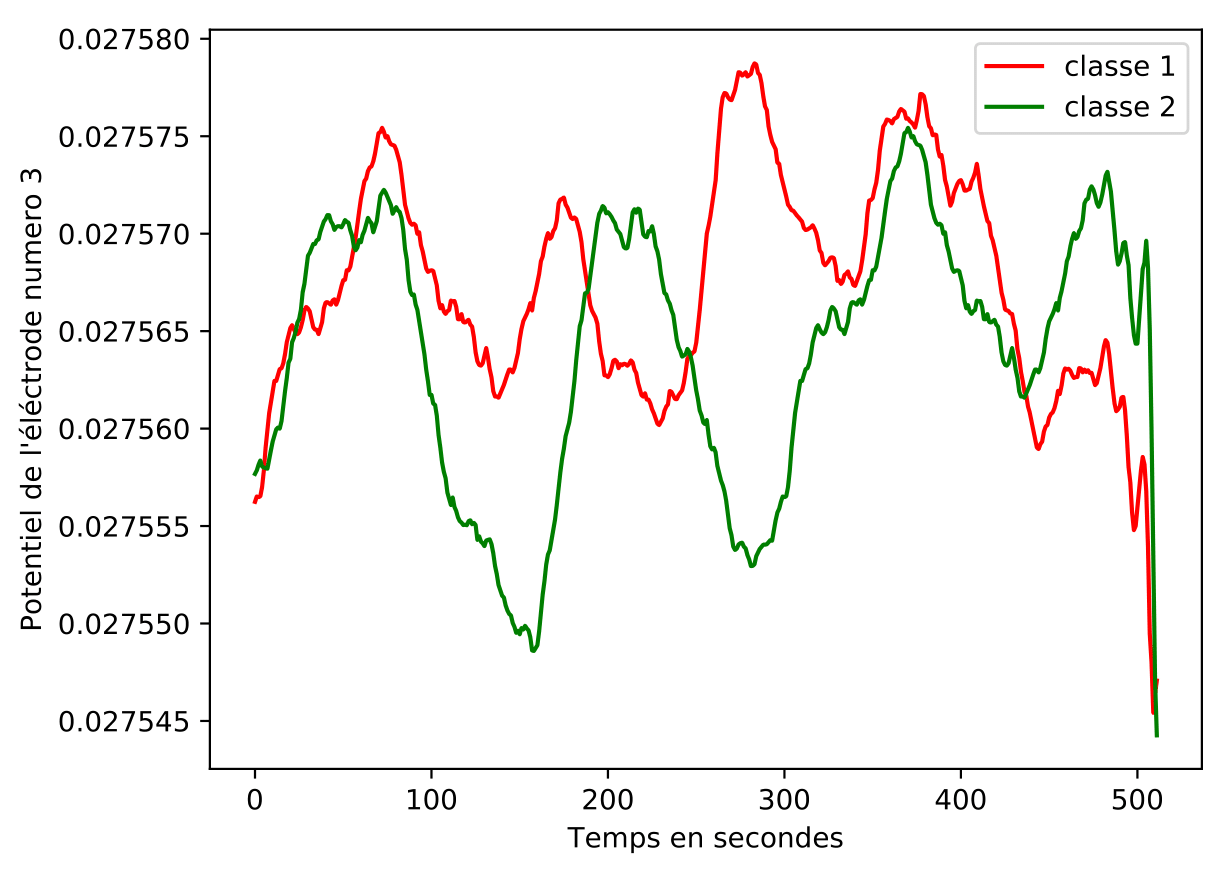 0.027580
0.027575
0.027570
0.027565
0.027560
0.027555
0.027550
0.027545
Potentiel de l'éléctrode numero 3
classe 1
classe 2
0 100 200 300 400 500
Temps en secondes